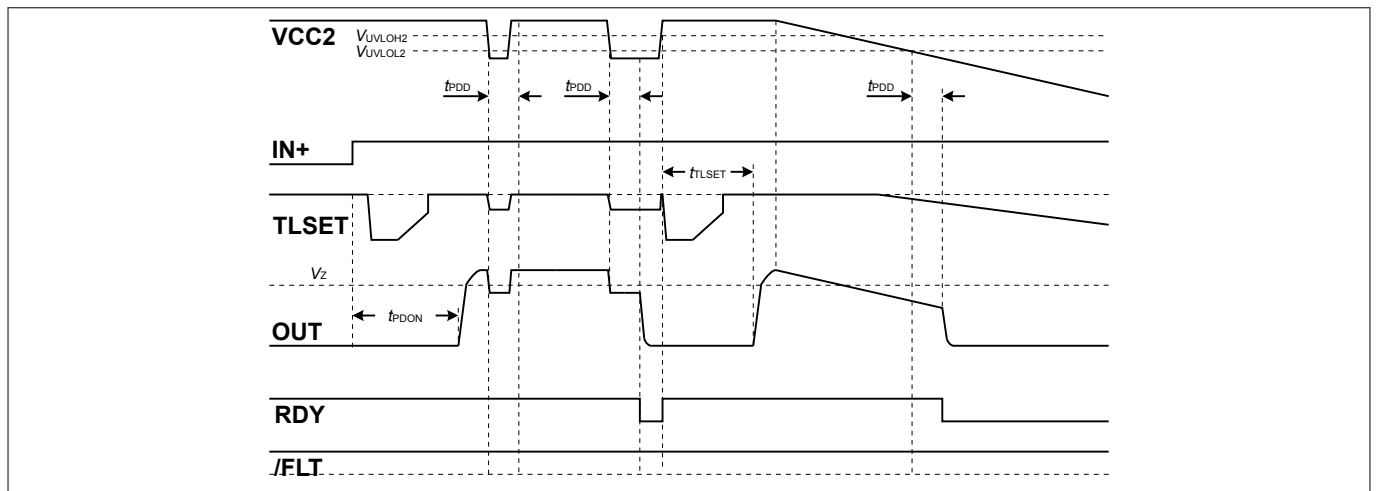 VCC2
VUVLOH2
VUVLOL2
tPDD
tPDD
tPDD
IN+
tTLSET
TLSET
VZ
tPDON
OUT
RDY
/FLT